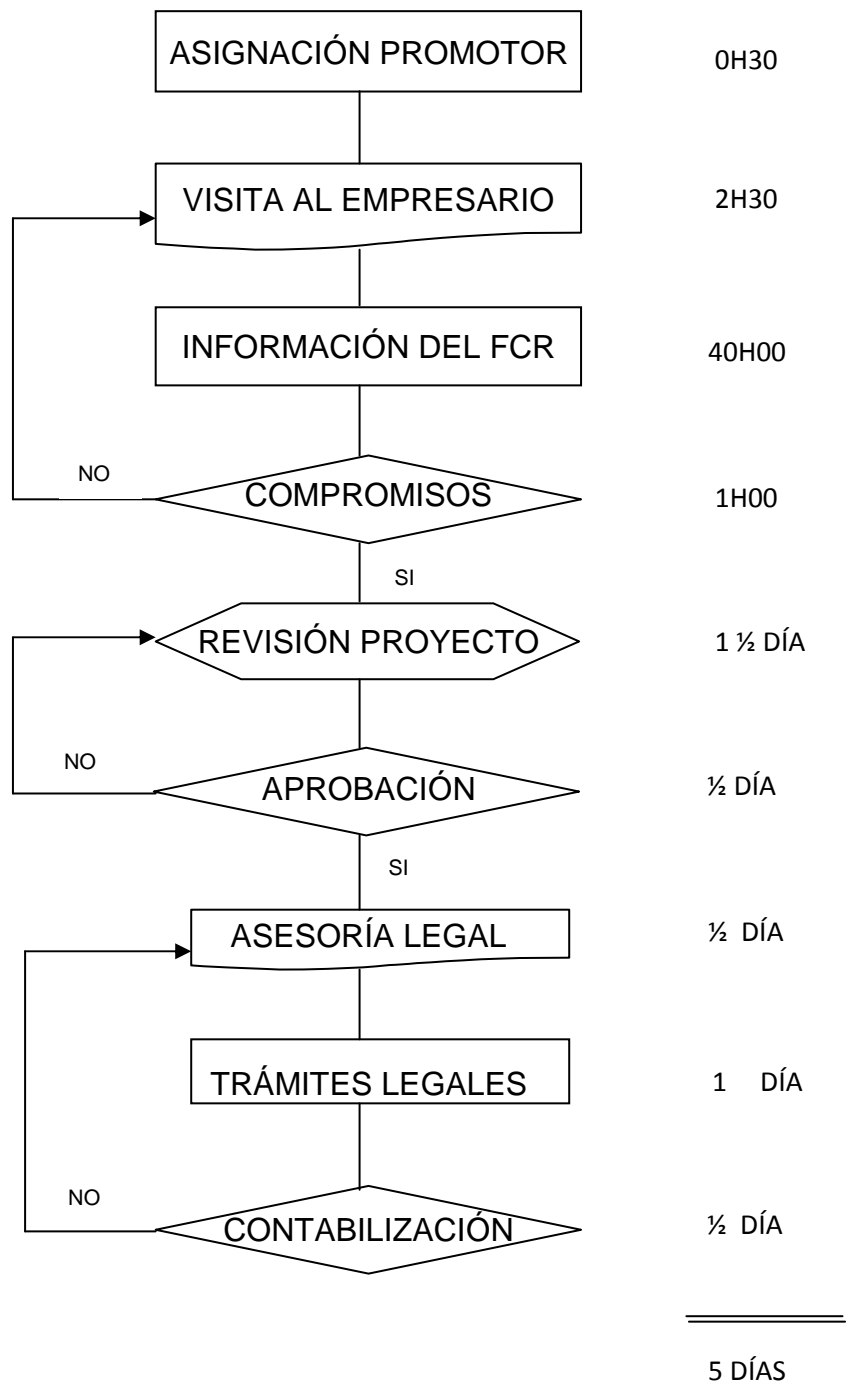 ASIGNACIÓN PROMOTOR 0H30
VISITA AL EMPRESARIO 2H30
INFORMACIÓN DEL FCR 40H00
NO COMPROMISOS 1H00
SI
REVISIÓN PROYECTO 1 ½ DÍA
NO
APROBACIÓN ½ DÍA
SI
ASESORÍA LEGAL ½ DÍA
TRÁMITES LEGALES 1 DÍA
NO
CONTABILIZACIÓN ½ DÍA
5 DÍAS